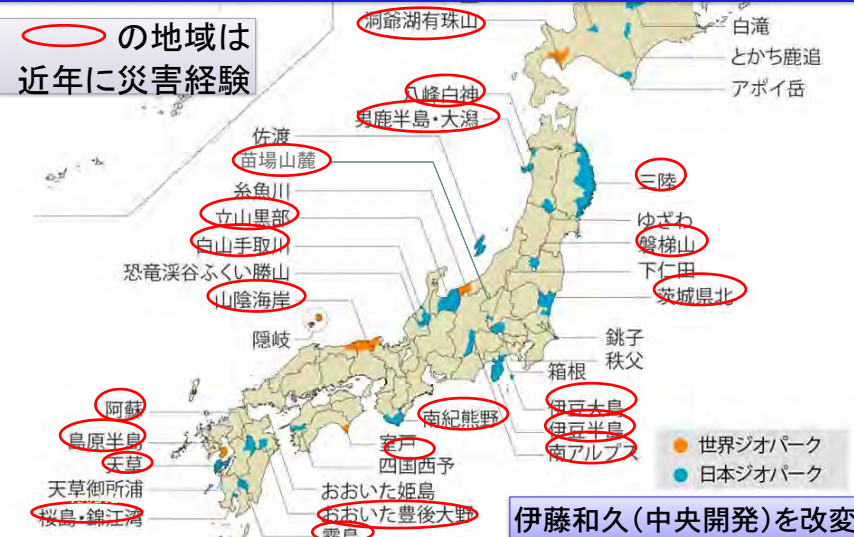 の地域は
近年に災害経験
洞爺湖有珠山
白滝
とかち鹿追
アポイ岳
八峰白神
男鹿半島・大潟
佐渡
苗場山麓
糸魚川
立山黒部
白山手取川
恐竜渓谷ふくい勝山
山陰海岸
隠岐
三陸
ゆざわ
磐梯山
下仁田
茨城県北
銚子
秩父
箱根
伊豆大島
伊豆半島
南アルプス
南紀熊野
室戸
四国西予
おおいた姫島
おおいた豊後大野
霧島
阿蘇
島原半島
天草
天草御所浦
桜島・錦江湾
世界ジオパーク
日本ジオパーク
伊藤和久(中央開発)を改変